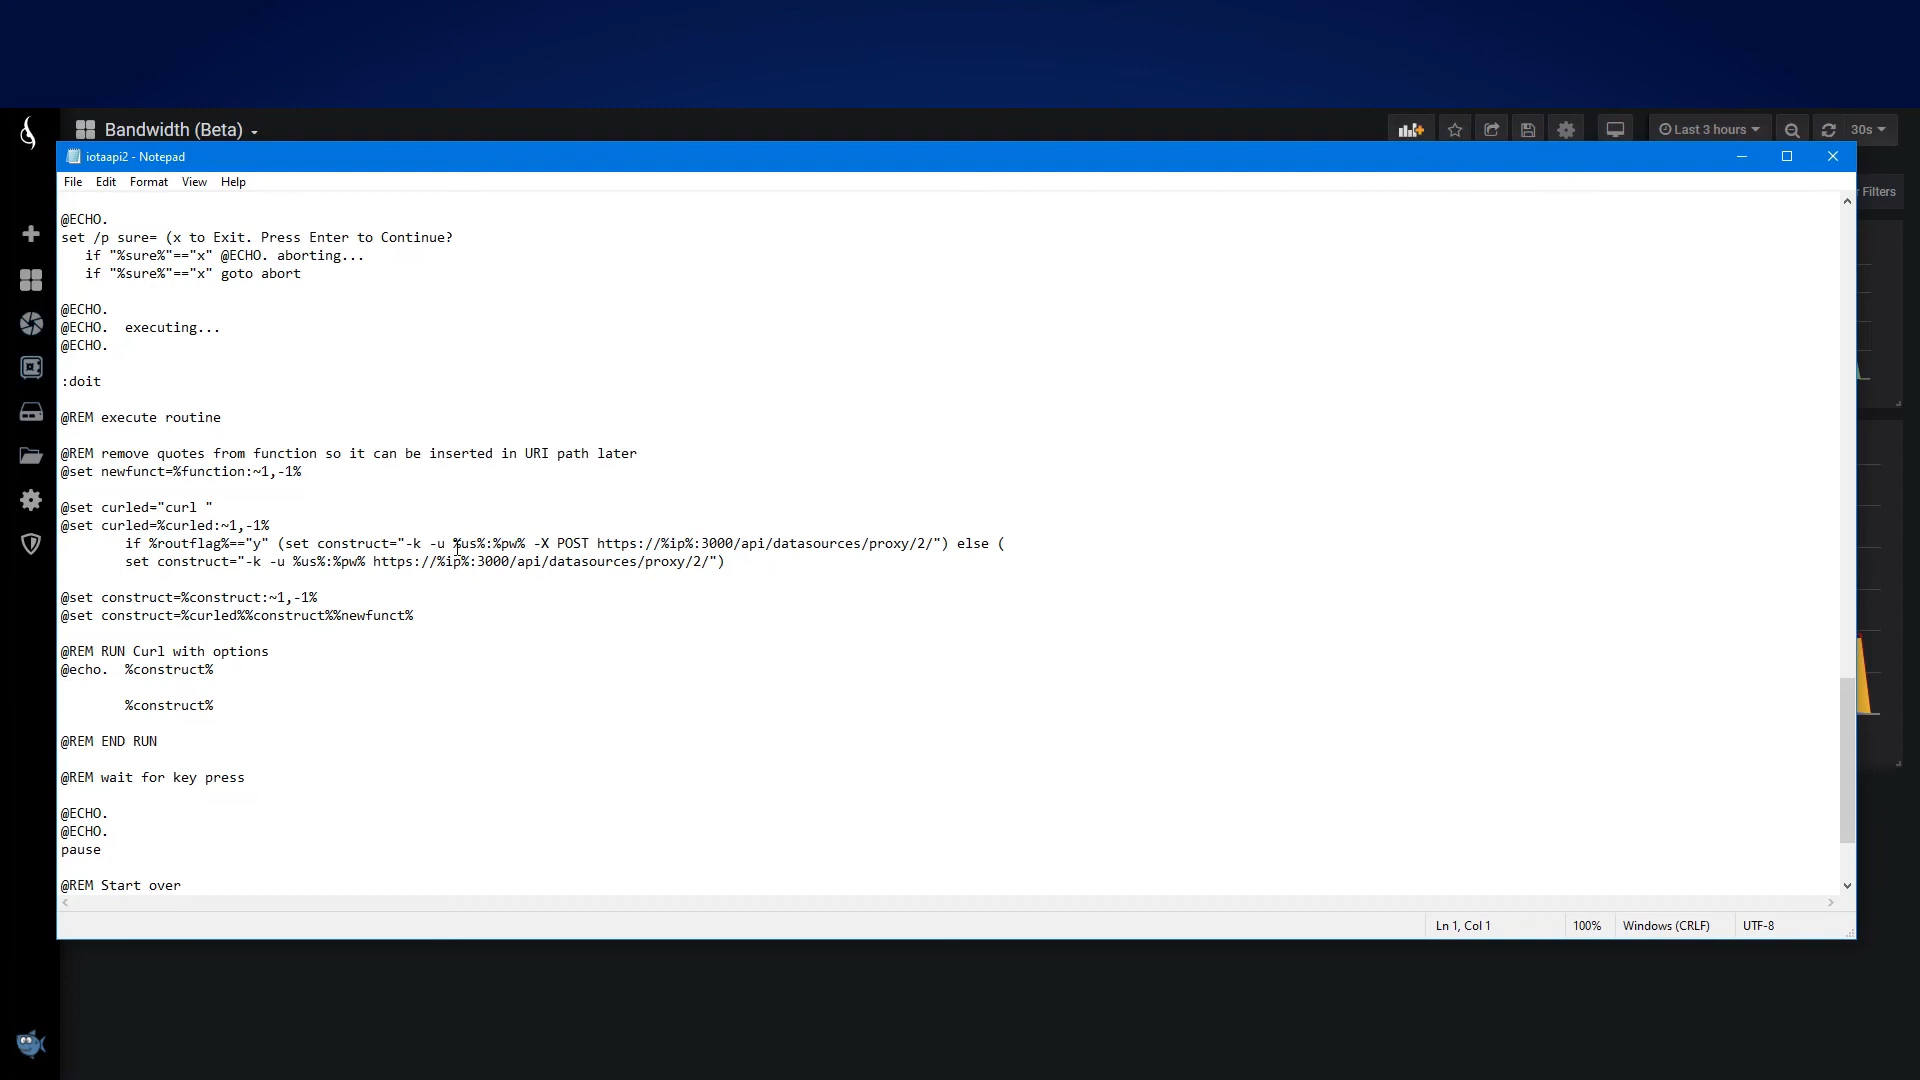 Bandwidth (Beta)
Last 3 hours
30s
iotaapi2 - Notepad
File Edit Format View Help
Filters
@ECHO.
set /p sure= (x to Exit. Press Enter to Continue?
if "%sure%"=="x" @ECHO. aborting...
if "%sure%"=="x" goto abort
@ECHO.
@ECHO.  executing...
@ECHO.
:doit
@REM execute routine
@REM remove quotes from function so it can be inserted in URI path later
@set newfunct=%function:~1,-1%
@set curled="curl "
@set curled=%curled:~1,-1%
if %routflag%=="y" (set construct="-k -u %us%:%pw% -X POST https://%ip%:3000/api/datasources/proxy/2/") else (
set construct="-k -u %us%:%pw% https://%ip%:3000/api/datasources/proxy/2/")
@set construct=%construct:~1,-1%
@set construct=%curled%%construct%%newfunct%
@REM RUN Curl with options
@echo.  %construct%
%construct%
@REM END RUN
@REM wait for key press
@ECHO.
@ECHO.
pause
@REM Start over
Ln 1, Col 1
100%
Windows (CRLF)
UTF-8